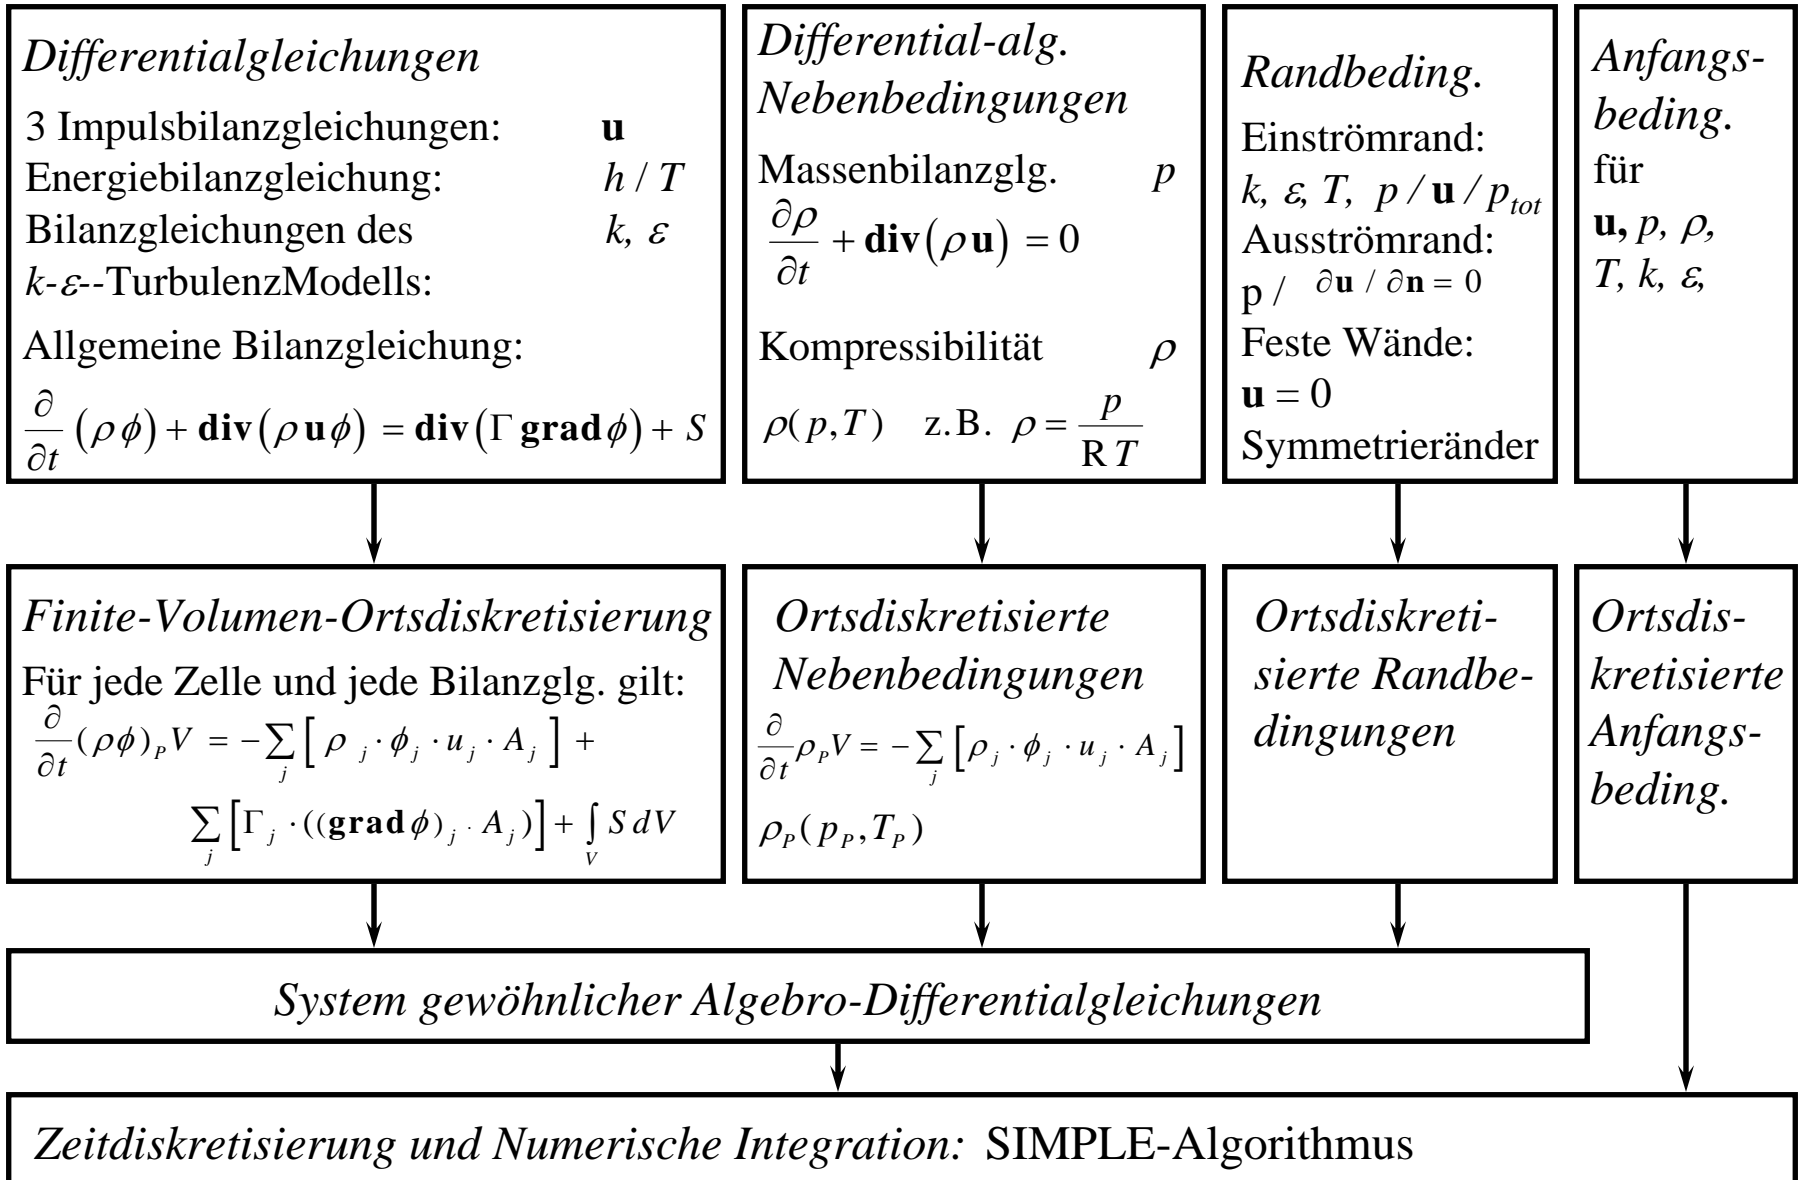 Differentialgleichungen
3 Impulsbilanzgleichungen: u
Energiebilanzgleichung: h / T
Bilanzgleichungen des k, ε
k-ε--TurbulenzModells:
Allgemeine Bilanzgleichung:
∂/∂t (ρϕ) + div(ρuϕ) = div(Γ grad ϕ) + S
Differential-alg.
Nebenbedingungen
Massenbilanzglg. p
∂ρ/∂t + div(ρu) = 0
Kompressibilität ρ
ρ(p,T) z.B. ρ = p/(R T)
Randbeding.
Einströmrand:
k, ε, T, p / u / p_tot
Ausströmrand:
p / ∂u / ∂n = 0
Feste Wände:
u = 0
Symmetrieränder
Anfangs-
beding.
für
u, p, ρ,
T, k, ε,
Finite-Volumen-Ortsdiskretisierung
Für jede Zelle und jede Bilanzglg. gilt:
∂/∂t (ρϕ)_P V = -∑_j [ρ_j · ϕ_j · u_j · A_j] +
∑_j [Γ_j · ((grad ϕ)_j · A_j)] + ∫_V S dV
Ortsdiskretisierte
Nebenbedingungen
∂/∂t ρ_P V = -∑_j [ρ_j · ϕ_j · u_j · A_j]
ρ_P(p_P, T_P)
Ortsdiskreti-
sierte Randbe-
dingungen
Ortsdis-
kretisierte
Anfangs-
beding.
System gewöhnlicher Algebro-Differentialgleichungen
Zeitdiskretisierung und Numerische Integration: SIMPLE-Algorithmus